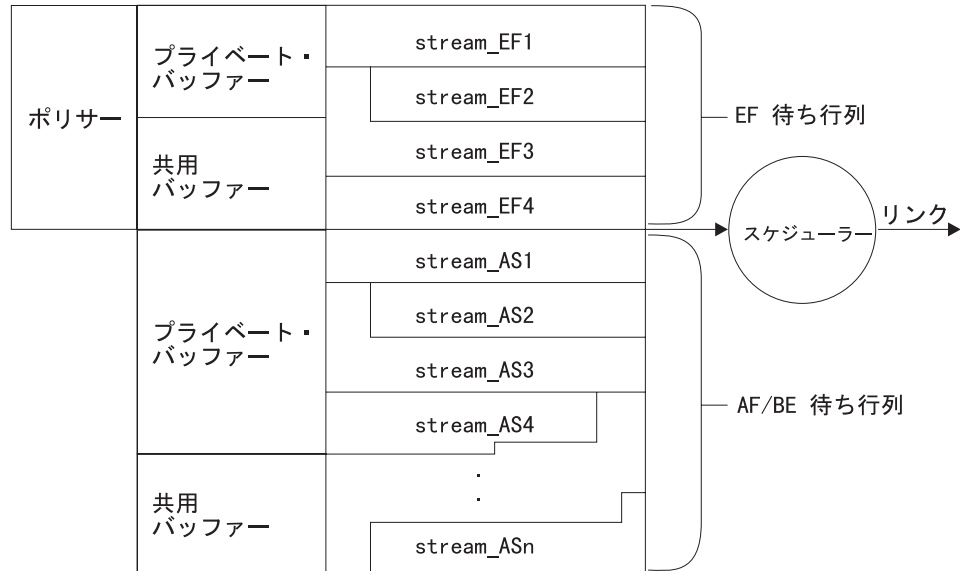 ポリサー
プライベート・
バッファー
共用
バッファー
stream_EF1
stream_EF2
stream_EF3
stream_EF4
EF 待ち行列
スケジューラー
リンク
プライベート・
バッファー
共用
バッファー
stream_AS1
stream_AS2
stream_AS3
stream_AS4
.
.
stream_ASn
AF/BE 待ち行列